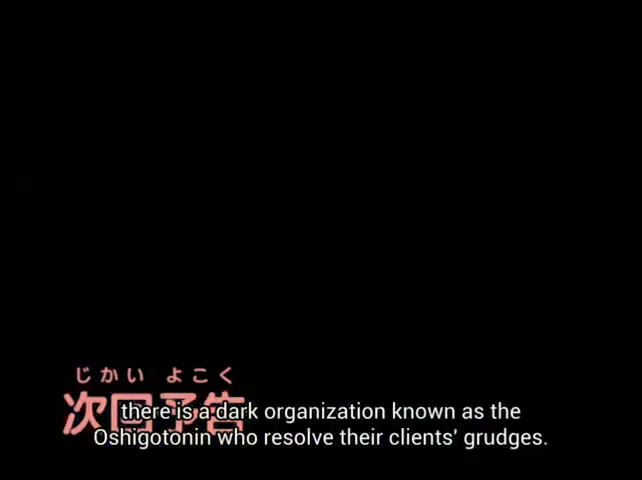 じかい よこく
次回予告
there is a dark organization known as the
Oshigotonin who resolve their clients' grudges.